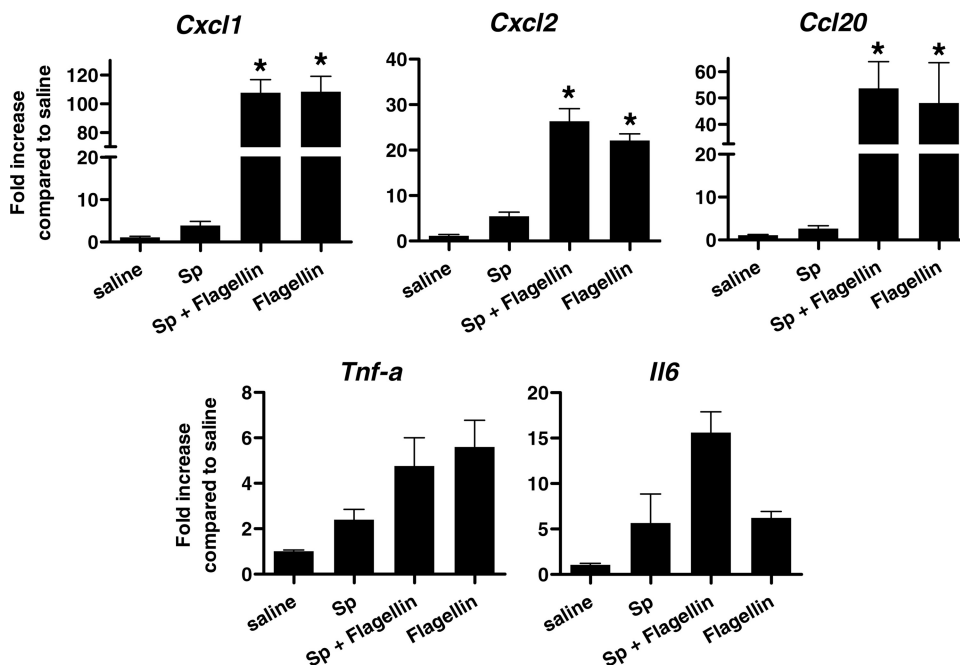 Cxcl1
Cxcl2
Ccl20
Fold increase
compared to saline
120
100
80
20
10
0
*
*
saline
Sp
Sp + Flagellin
Flagellin
40
30
20
10
0
*
*
saline
Sp
Sp + Flagellin
Flagellin
60
50
40
20
10
0
*
*
saline
Sp
Sp + Flagellin
Flagellin
Tnf-a
Il6
Fold increase
compared to saline
8
6
4
2
0
saline
Sp
Sp + Flagellin
Flagellin
20
15
10
5
0
saline
Sp
Sp + Flagellin
Flagellin